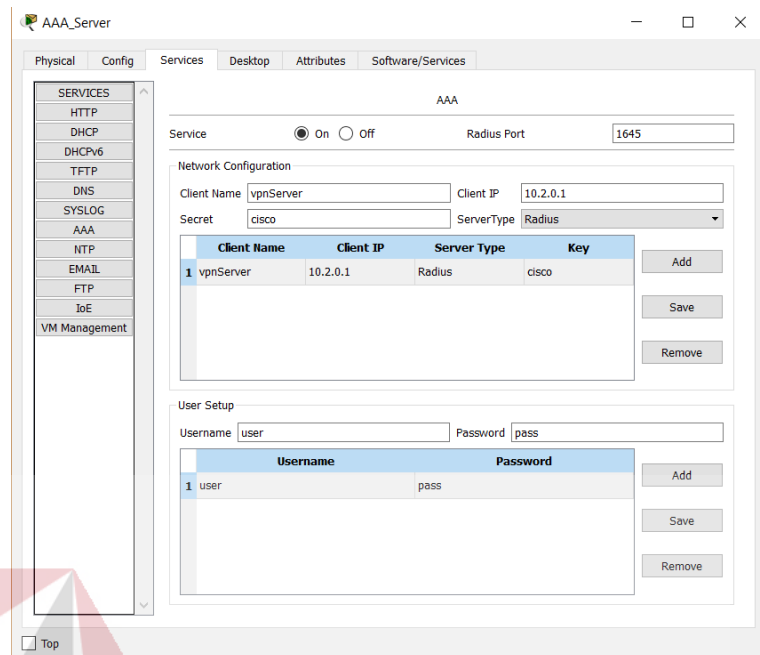 AAA_Server
Physical Config Services Desktop Attributes Software/Services
SERVICES
HTTP
DHCP
DHCPv6
TFTP
DNS
SYSLOG
AAA
NTP
EMAIL
FTP
IoE
VM Management
AAA
Service On Off Radius Port 1645
Network Configuration
Client Name vpnServer Client IP 10.2.0.1
Secret cisco ServerType Radius
Client Name Client IP Server Type Key
1 vpnServer 10.2.0.1 Radius cisco
Add
Save
Remove
User Setup
Username user Password pass
Username Password
1 user pass
Add
Save
Remove
Top